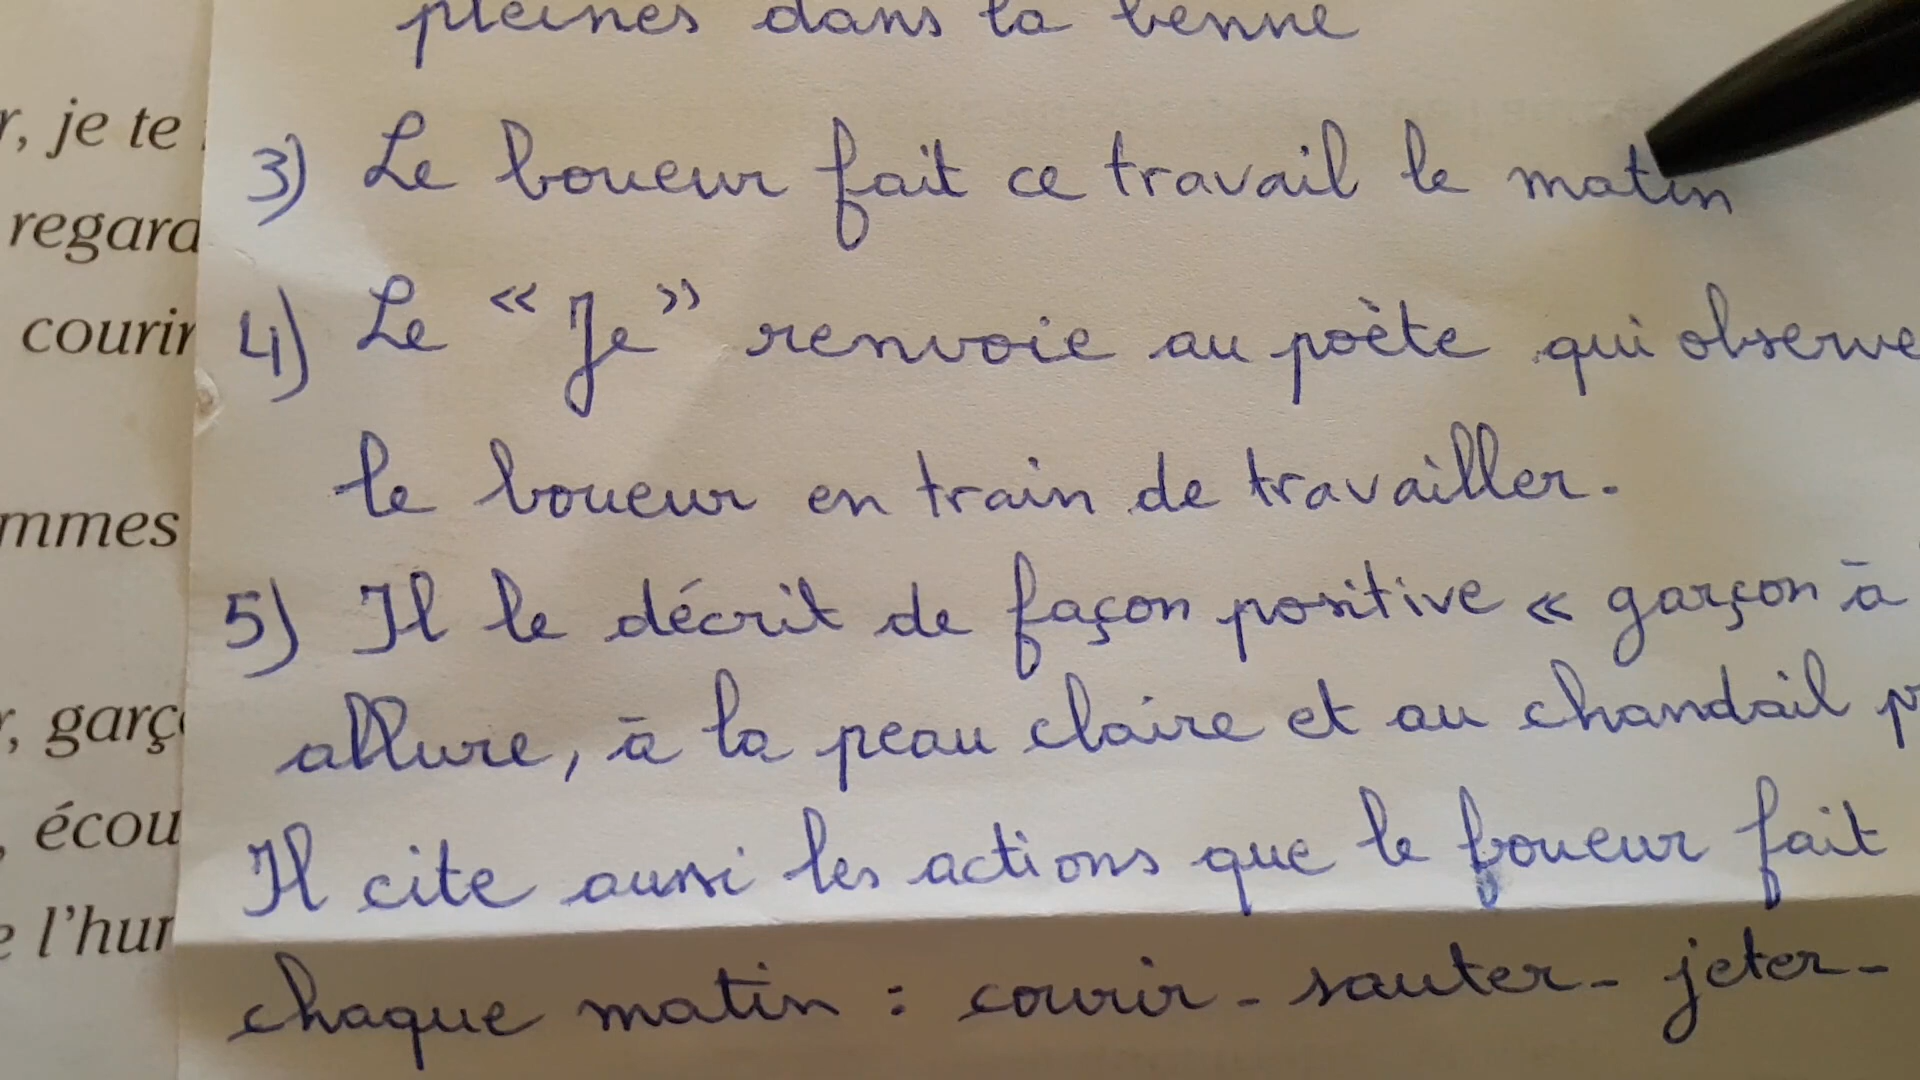 pleines dans la benne
r, je te
3) Le boueur fait ce travail le matin
regard
4) Le « Je » renvoie au poète qui observe
courir
le boueur en train de travailler.
mmes
5) Il le décrit de façon positive « garçon à
allure, à la peau claire et au chandail
r, garç
Il cite aussi les actions que le boueur fait
, écou
e l'hum
chaque matin : courir - sauter - jeter -